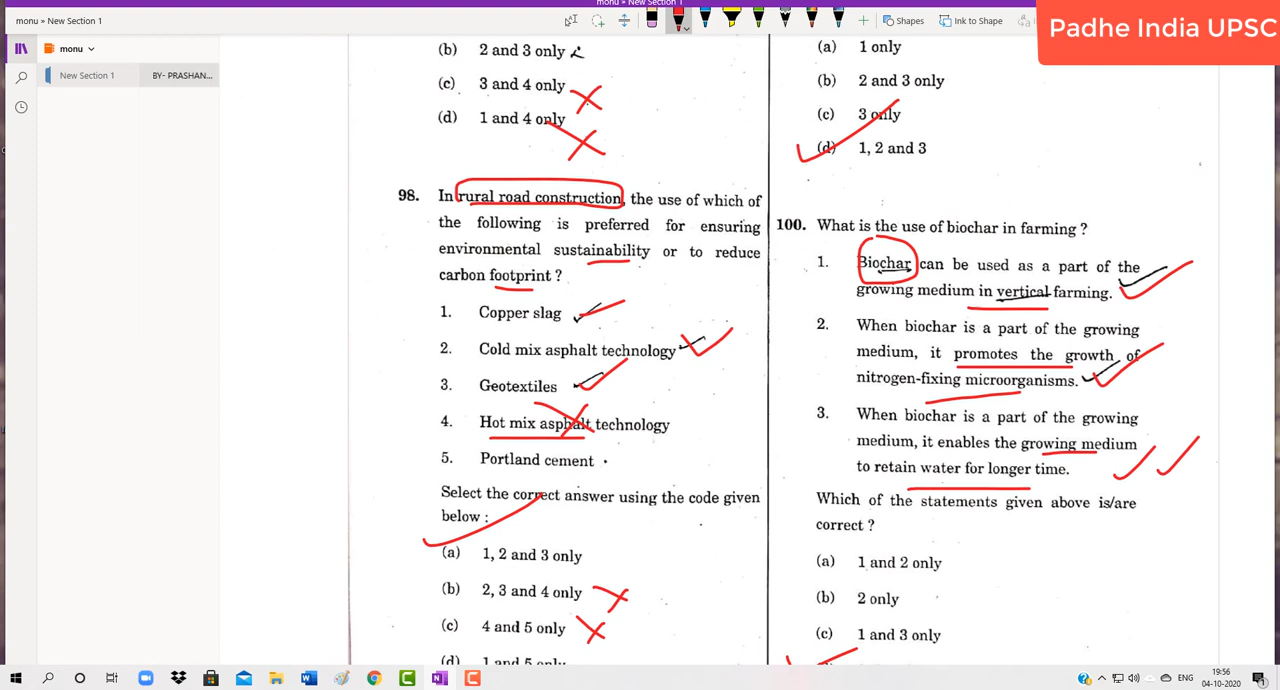 monu » New Section 1
monu » New Section 1
Shapes
Ink to Shape
Padhe India UPSC
monu
New Section 1
BY- PRASHAN...
(b) 2 and 3 only
(c) 3 and 4 only
(d) 1 and 4 only
98. In rural road construction, the use of which of
the following is preferred for ensuring
environmental sustainability or to reduce
carbon footprint ?
1. Copper slag
2. Cold mix asphalt technology
3. Geotextiles
4. Hot mix asphalt technology
5. Portland cement
Select the correct answer using the code given
below :
(a) 1, 2 and 3 only
(b) 2, 3 and 4 only
(c) 4 and 5 only
(d) 1 and 5 only
(a) 1 only
(b) 2 and 3 only
(c) 3 only
(d) 1, 2 and 3
100. What is the use of biochar in farming ?
1. Biochar can be used as a part of the
growing medium in vertical farming.
2. When biochar is a part of the growing
medium, it promotes the growth of
nitrogen-fixing microorganisms.
3. When biochar is a part of the growing
medium, it enables the growing medium
to retain water for longer time.
Which of the statements given above is/are
correct ?
(a) 1 and 2 only
(b) 2 only
(c) 1 and 3 only
ENG
19:56
04-10-2020